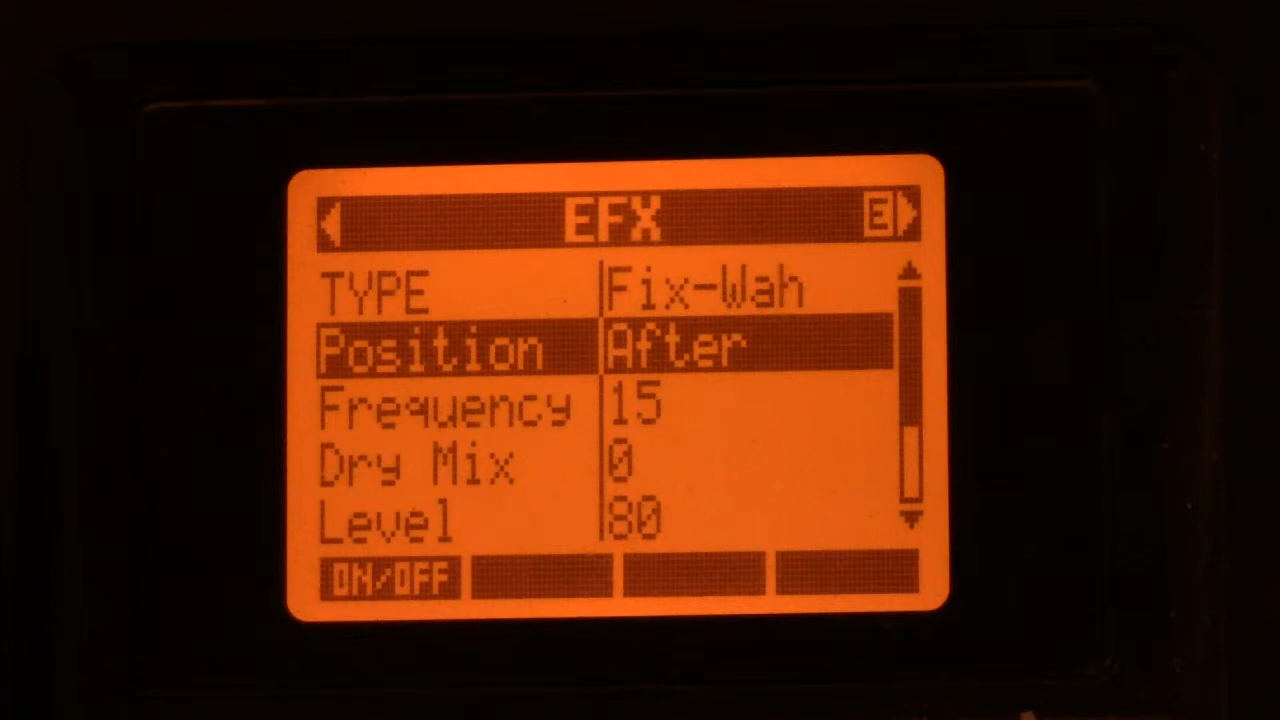 EFX E
TYPE Fix-Wah
Position After
Frequency 15
Dry Mix 0
Level 80
ON/OFF